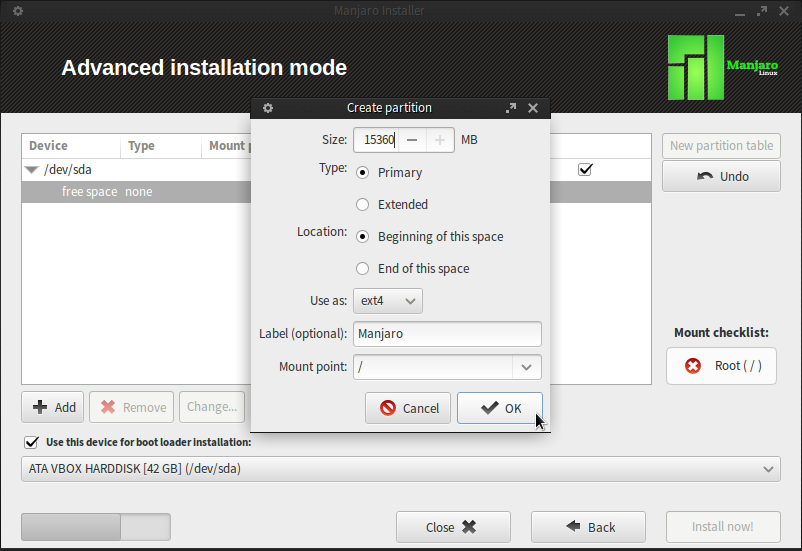 Manjaro Installer
Advanced installation mode
Manjaro
Linux
Create partition
Size: 15360 MB
Type: Primary
Extended
Location: Beginning of this space
End of this space
Use as: ext4
Label (optional): Manjaro
Mount point: /
Cancel OK
Device Type Mount p
/dev/sda
free space none
New partition table
Undo
Mount checklist:
Root ( / )
Add Remove Change...
Use this device for boot loader installation:
ATA VBOX HARDDISK [42 GB] (/dev/sda)
Close Back Install now!